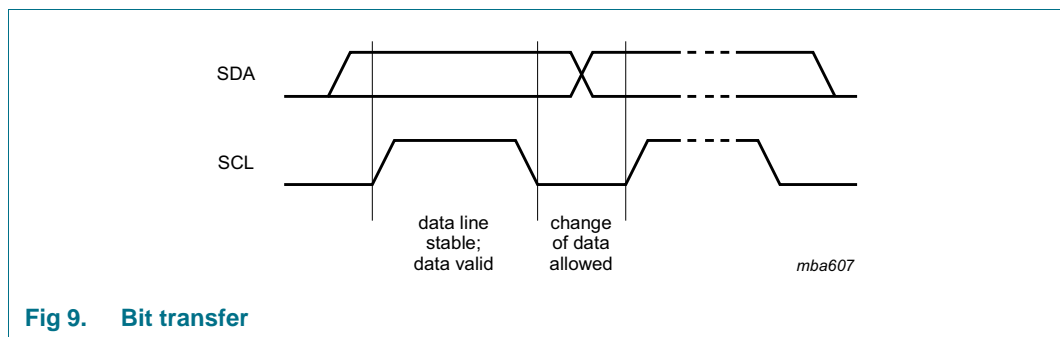 SDA
SCL
data line
stable;
data valid
change
of data
allowed
mba607
Fig 9. Bit transfer